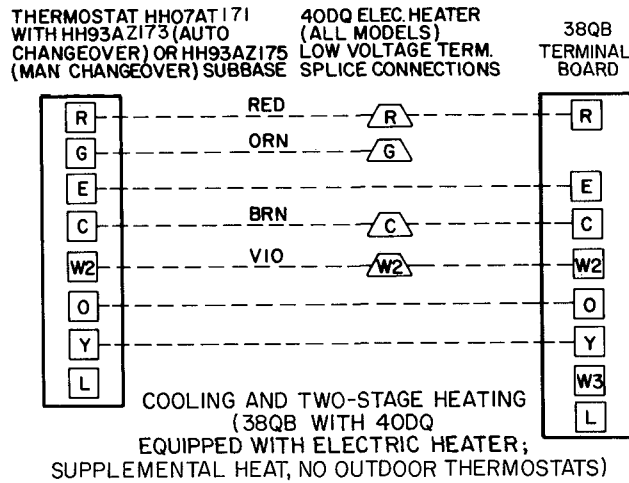 THERMOSTAT HH07AT171
WITH HH93AZ173 (AUTO
CHANGEOVER) OR HH93AZ175
(MAN CHANGEOVER) SUBBASE
40DQ ELEC. HEATER
(ALL MODELS)
LOW VOLTAGE TERM.
SPLICE CONNECTIONS
38QB
TERMINAL
BOARD
R RED R R
G ORN G
E E
C BRN C C
W2 VIO W2 W2
O O
Y Y
L W3
L
COOLING AND TWO-STAGE HEATING
(38QB WITH 40DQ
EQUIPPED WITH ELECTRIC HEATER;
SUPPLEMENTAL HEAT, NO OUTDOOR THERMOSTATS)